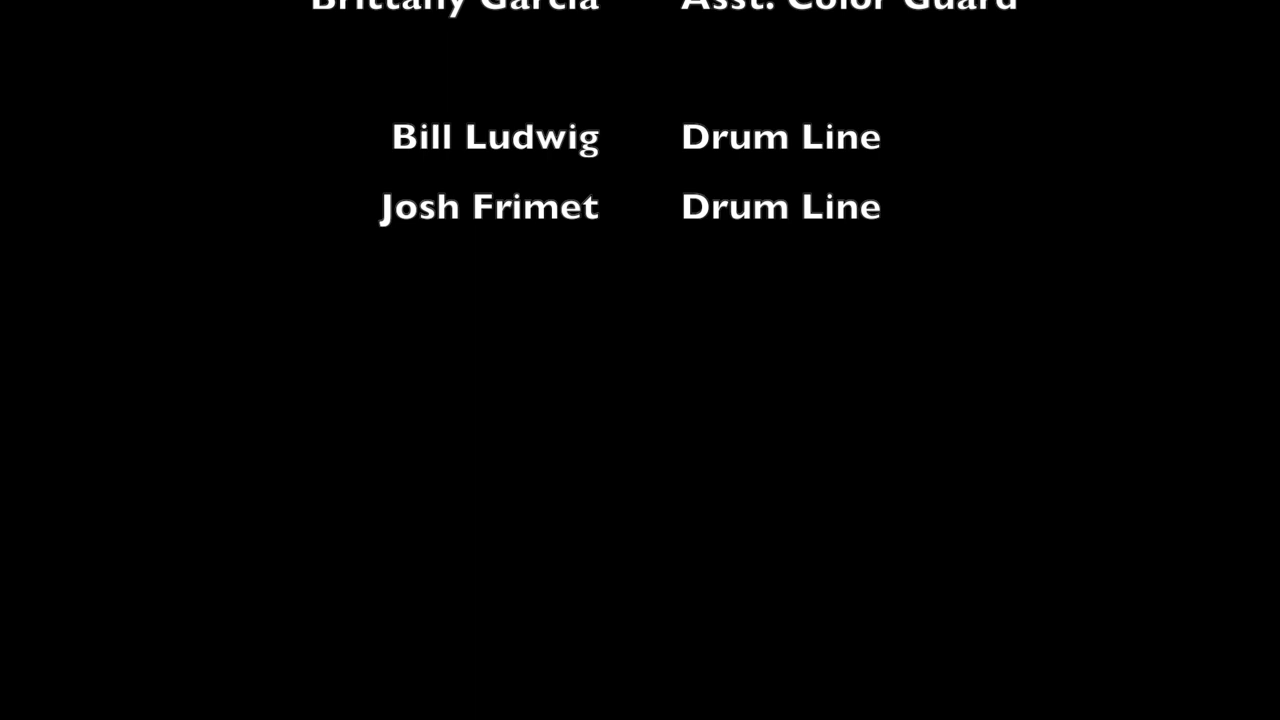 Brittany Garcia Asst. Color Guard
Bill Ludwig Drum Line
Josh Frimet Drum Line